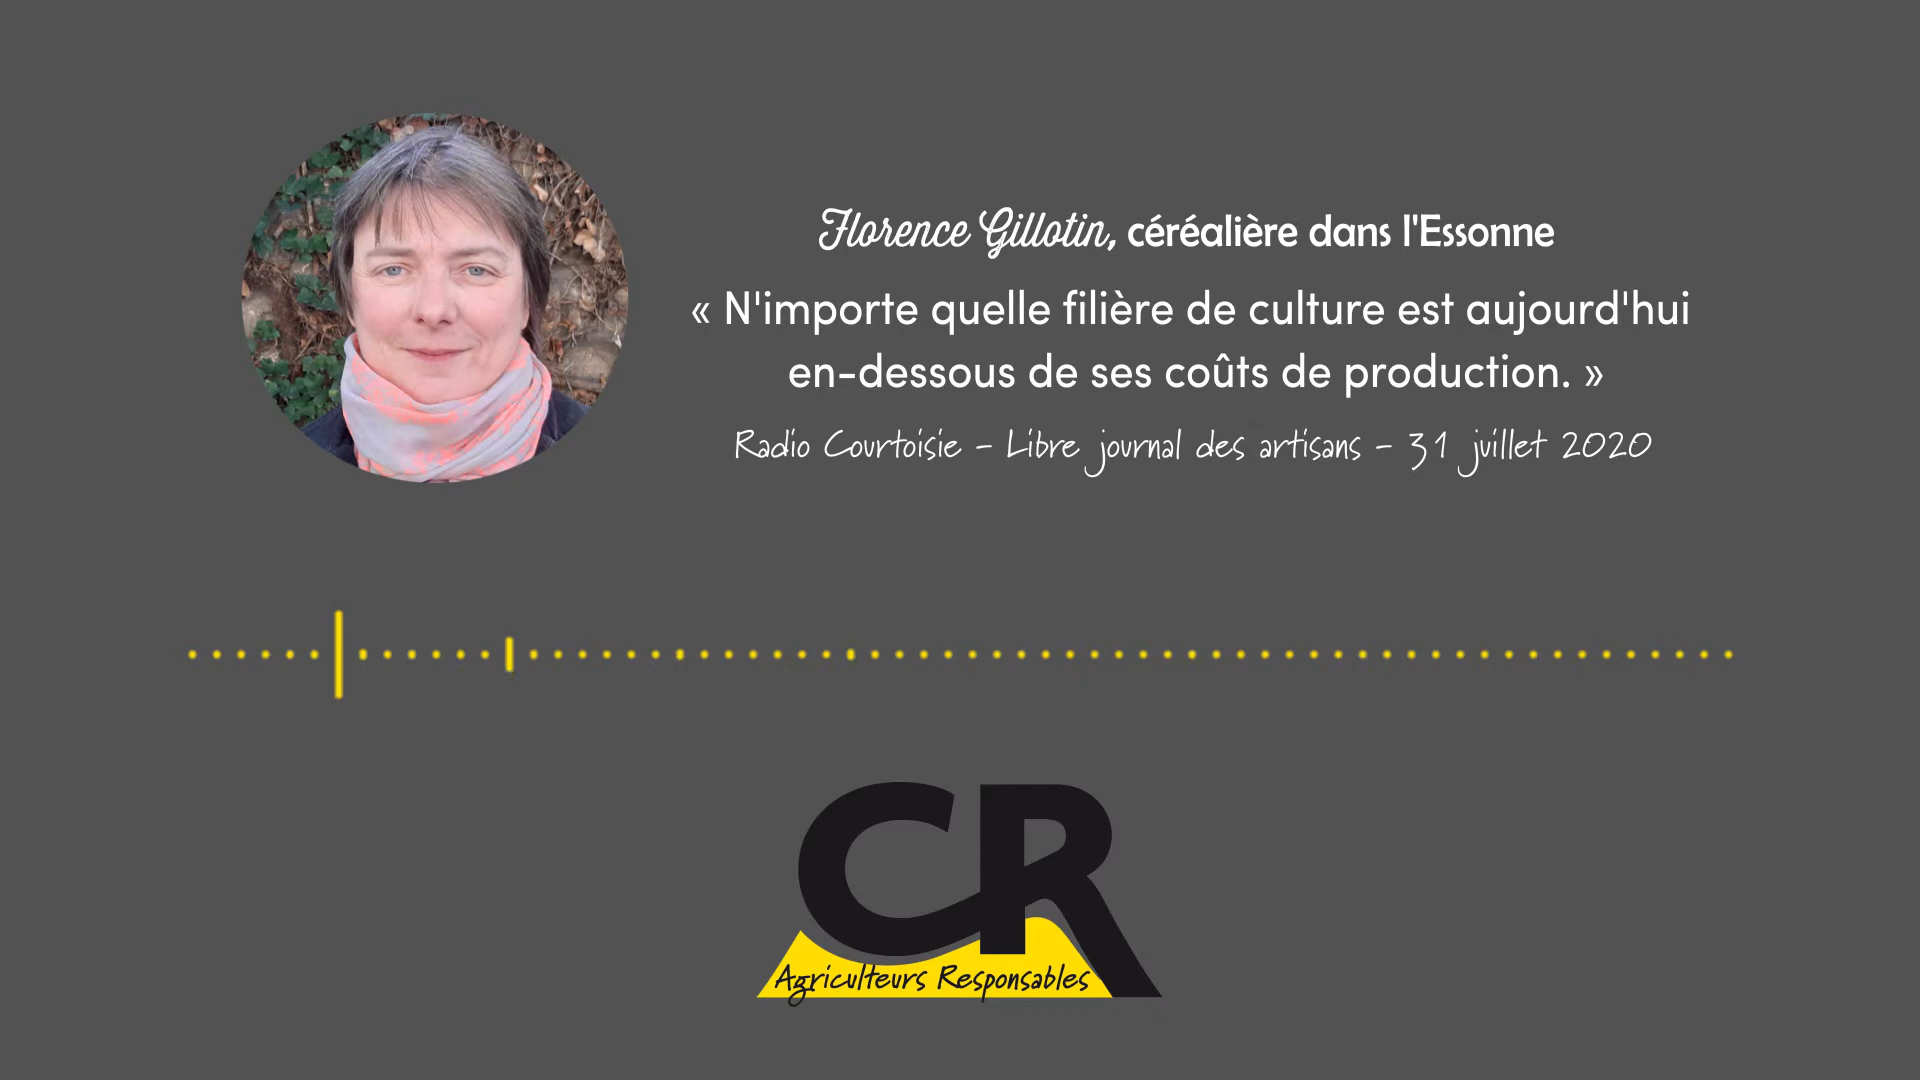 Florence Gillotin, céréalière dans l'Essonne
« N'importe quelle filière de culture est aujourd'hui
en-dessous de ses coûts de production. »
Radio Courtoisie - Libre journal des artisans - 31 juillet 2020
CR
Agriculteurs Responsables